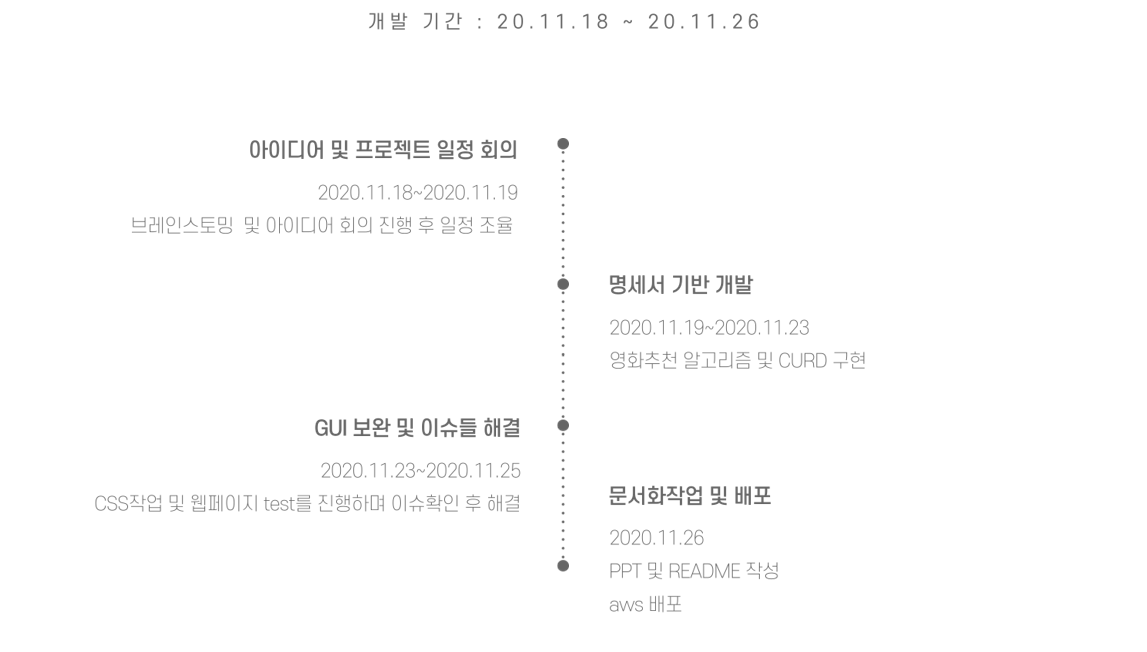 개발 기간 : 20.11.18 ~ 20.11.26
아이디어 및 프로젝트 일정 회의
2020.11.18~2020.11.19
브레인스토밍 및 아이디어 회의 진행 후 일정 조율
명세서 기반 개발
2020.11.19~2020.11.23
영화추천 알고리즘 및 CURD 구현
GUI 보완 및 이슈들 해결
2020.11.23~2020.11.25
CSS작업 및 웹페이지 test를 진행하며 이슈확인 후 해결
문서화작업 및 배포
2020.11.26
PPT 및 README 작성
aws 배포